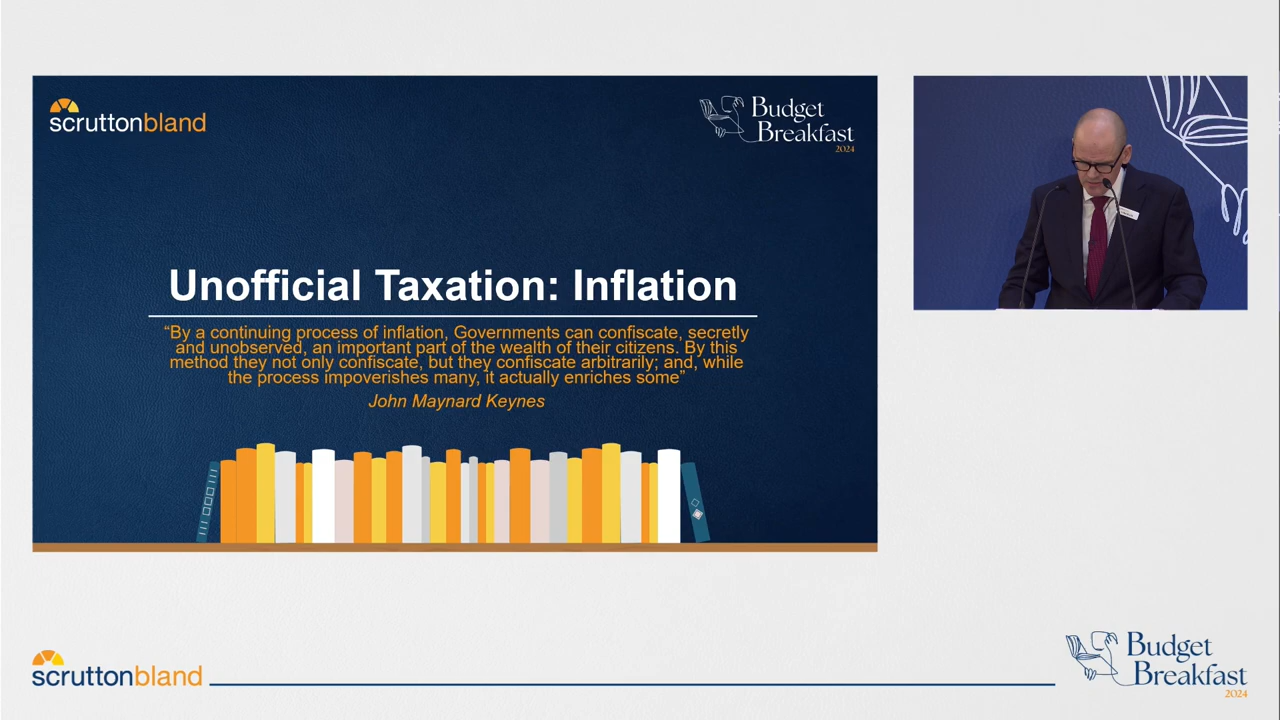 scruttonbland
Budget
Breakfast
2024
Unofficial Taxation: Inflation
“By a continuing process of inflation, Governments can confiscate, secretly
and unobserved, an important part of the wealth of their citizens. By this
method they not only confiscate, but they confiscate arbitrarily; and, while
the process impoverishes many, it actually enriches some”
John Maynard Keynes
scruttonbland
Budget
Breakfast
2024